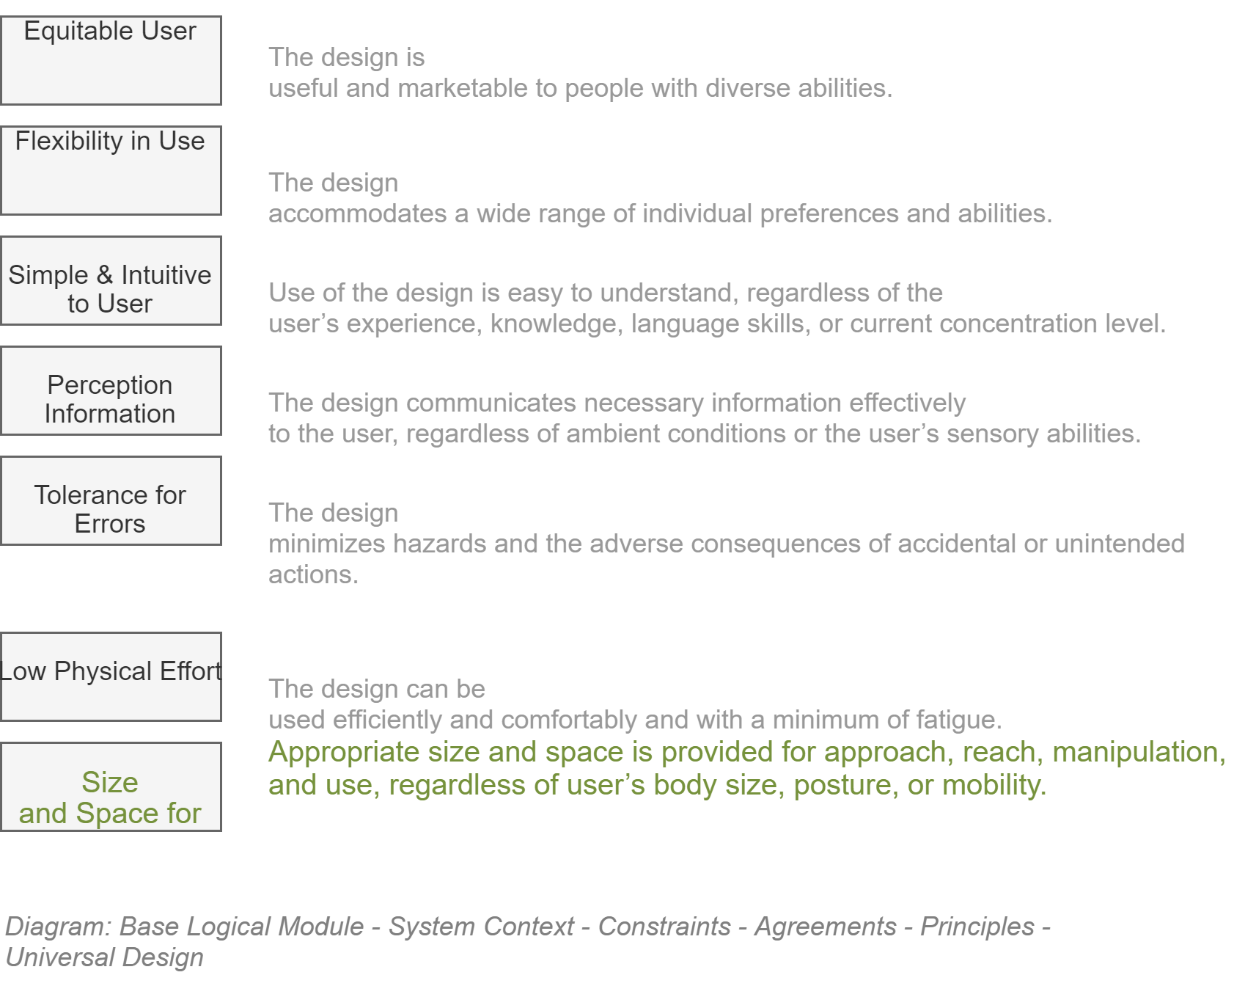 Equitable User
The design is
useful and marketable to people with diverse abilities.
Flexibility in Use
The design
accommodates a wide range of individual preferences and abilities.
Simple & Intuitive
to User
Use of the design is easy to understand, regardless of the
user’s experience, knowledge, language skills, or current concentration level.
Perception
Information
The design communicates necessary information effectively
to the user, regardless of ambient conditions or the user’s sensory abilities.
Tolerance for
Errors
The design
minimizes hazards and the adverse consequences of accidental or unintended
actions.
Low Physical Effort
The design can be
used efficiently and comfortably and with a minimum of fatigue.
Size
and Space for
Appropriate size and space is provided for approach, reach, manipulation,
and use, regardless of user’s body size, posture, or mobility.
Diagram: Base Logical Module - System Context - Constraints - Agreements - Principles -
Universal Design